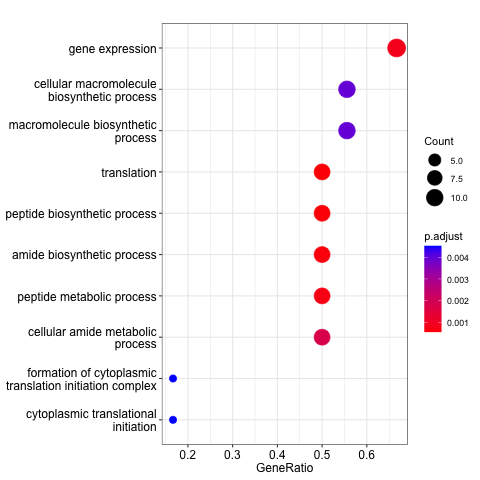 gene expression
cellular macromolecule
biosynthetic process
macromolecule biosynthetic
process
translation
peptide biosynthetic process
amide biosynthetic process
peptide metabolic process
cellular amide metabolic
process
formation of cytoplasmic
translation initiation complex
cytoplasmic translational
initiation
0.2 0.3 0.4 0.5 0.6
GeneRatio
Count
5.0
7.5
10.0
p.adjust
0.004
0.003
0.002
0.001